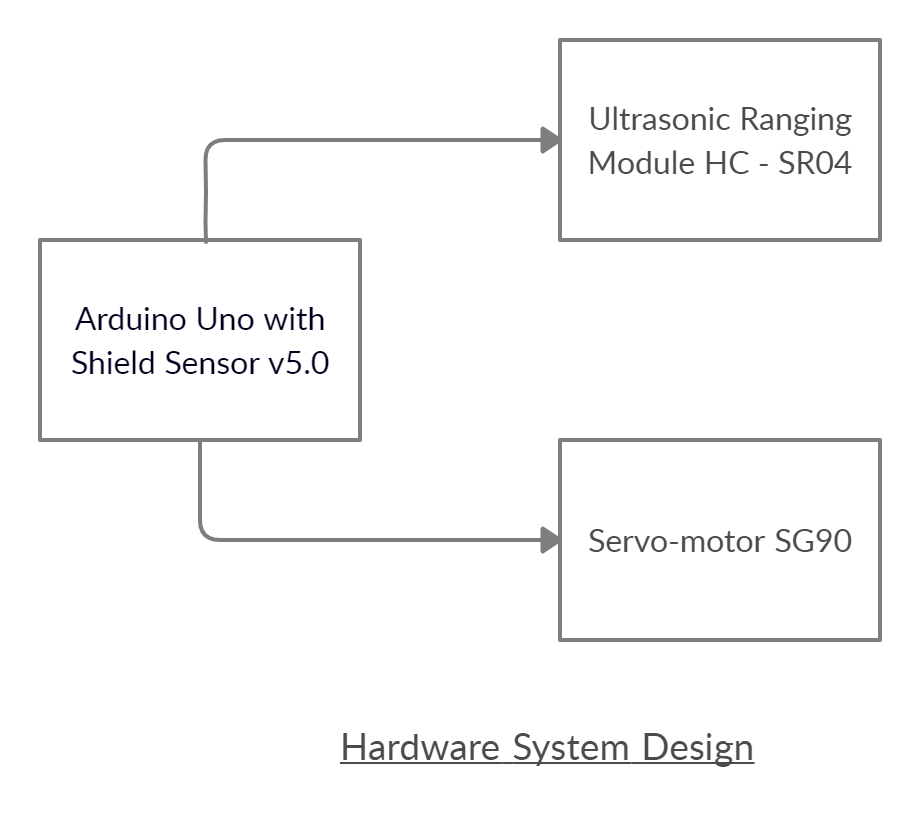 Ultrasonic Ranging
Module HC - SR04
Arduino Uno with
Shield Sensor v5.0
Servo-motor SG90
Hardware System Design